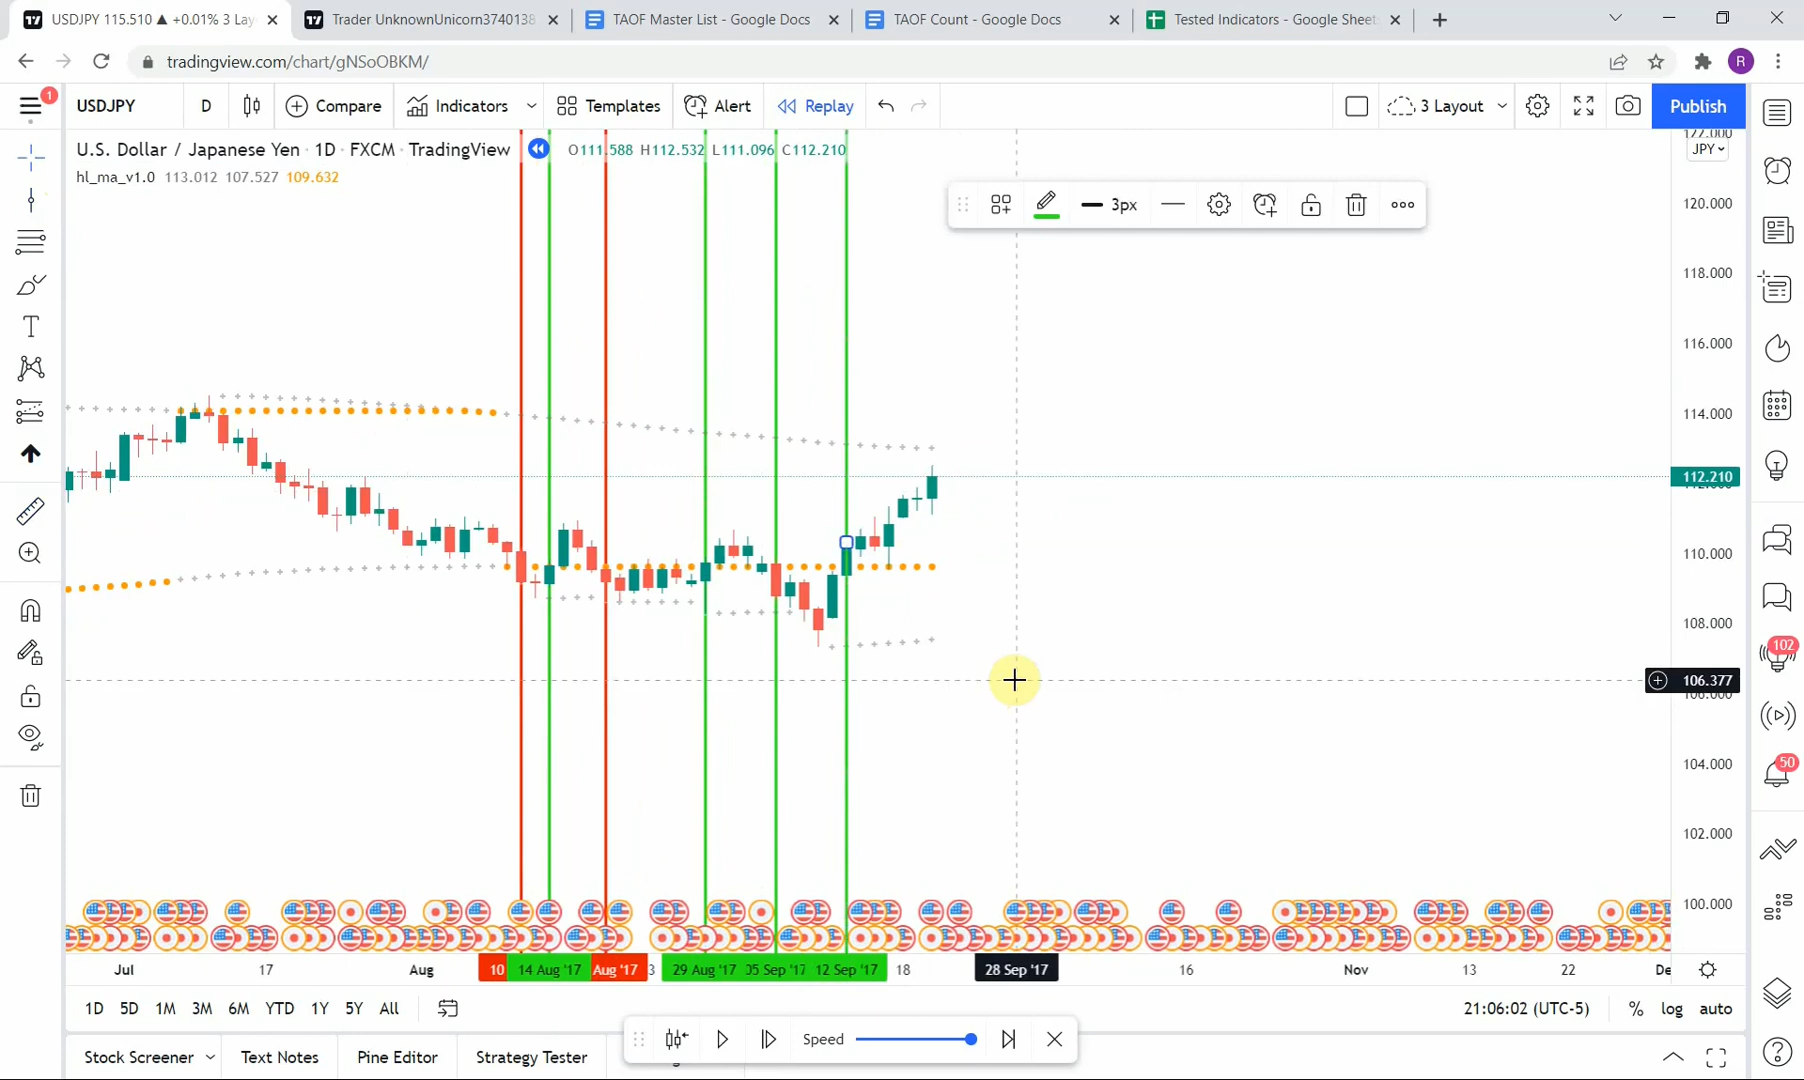 USDJPY 115.510 ▲ +0.01% 3 Lay
Trader UnknownUnicorn3740138
TAOF Master List - Google Docs
TAOF Count - Google Docs
Tested Indicators - Google Sheet
tradingview.com/chart/gNSoOBKM/
R
1
USDJPY D Compare Indicators Templates Alert Replay 3 Layout Publish
U.S. Dollar / Japanese Yen · 1D · FXCM · TradingView O111.588 H112.532 L111.096 C112.210
hl_ma_v1.0 113.012 107.527 109.632
3px
122.000
JPY
120.000
118.000
116.000
114.000
112.210
110.000
108.000
102
106.377
104.000
50
102.000
100.000
Jul 17 Aug 10 14 Aug '17 Aug '17 3 29 Aug '17 05 Sep '17 12 Sep '17 18 28 Sep '17 16 Nov 13 22 De
1D 5D 1M 3M 6M YTD 1Y 5Y All 21:06:02 (UTC-5) % log auto
Speed
Stock Screener Text Notes Pine Editor Strategy Tester